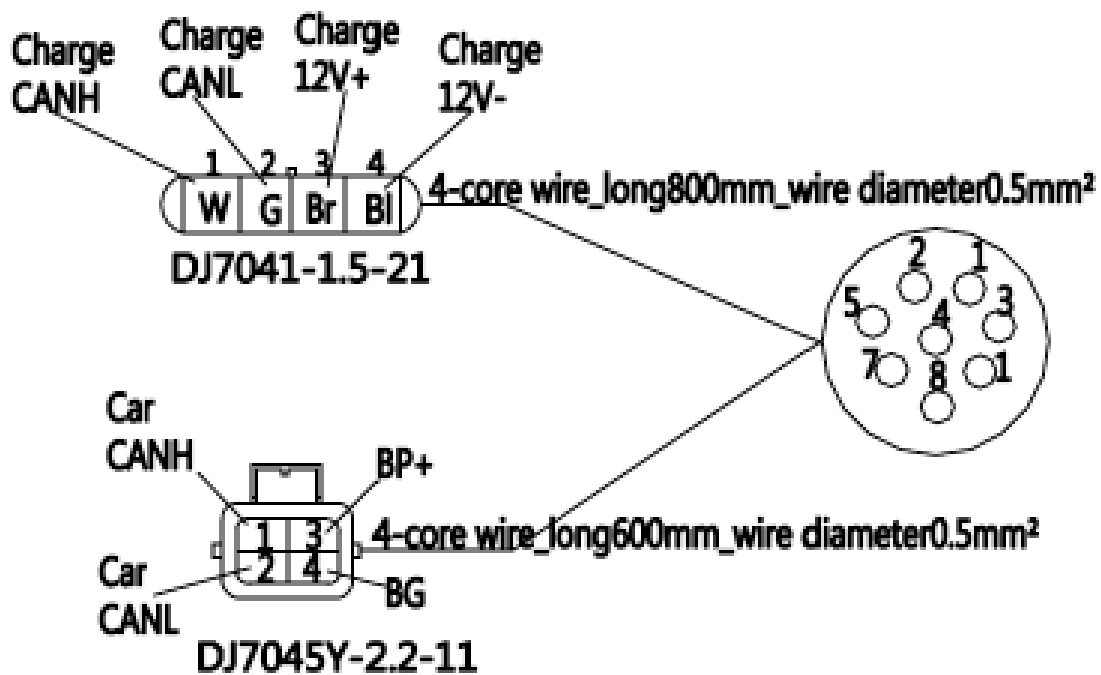 Charge
CANH
Charge
CANL
Charge
12V+
Charge
12V-
1 2 3 4
W G Br Bl
4-core wire_long800mm_wire diameter0.5mm²
DJ7041-1.5-21
2 1
5 4 3
7 8 1
Car
CANH
BP+
1 3
4-core wire_long600mm_wire diameter0.5mm²
2 4
Car
CANL
BG
DJ7045Y-2.2-11